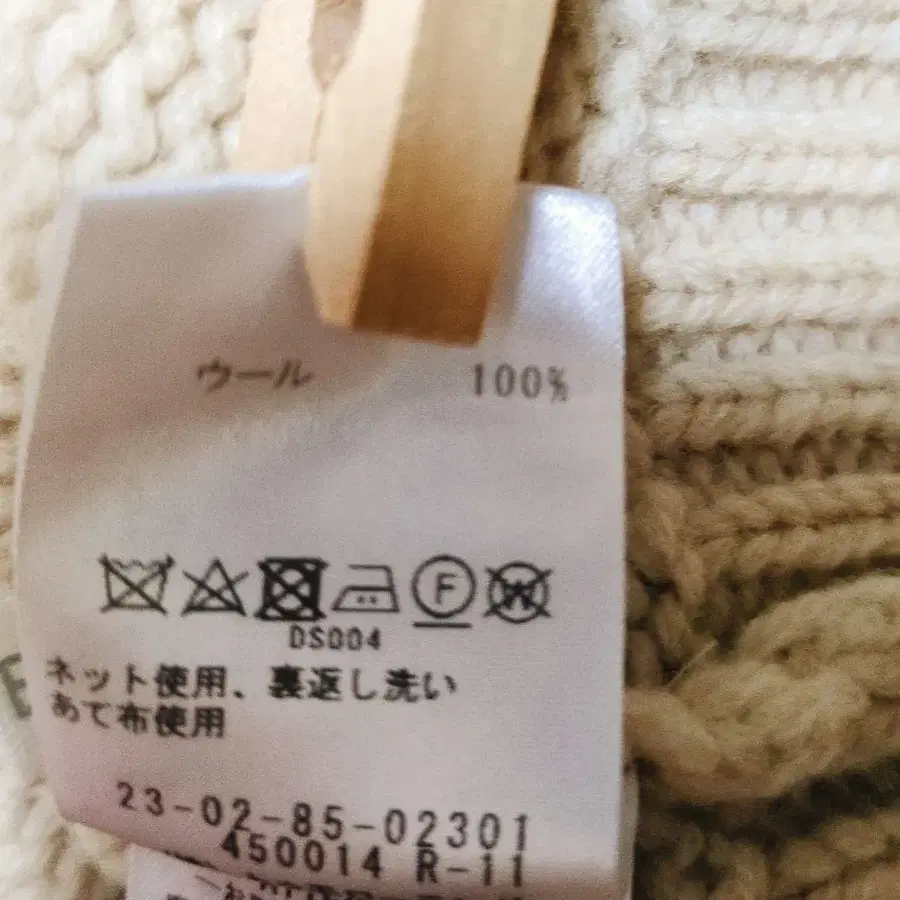 ウール 100%
F W
DS004
ネット使用、裏返し洗い
あて布使用
23-02-85-02301
450014 R-11